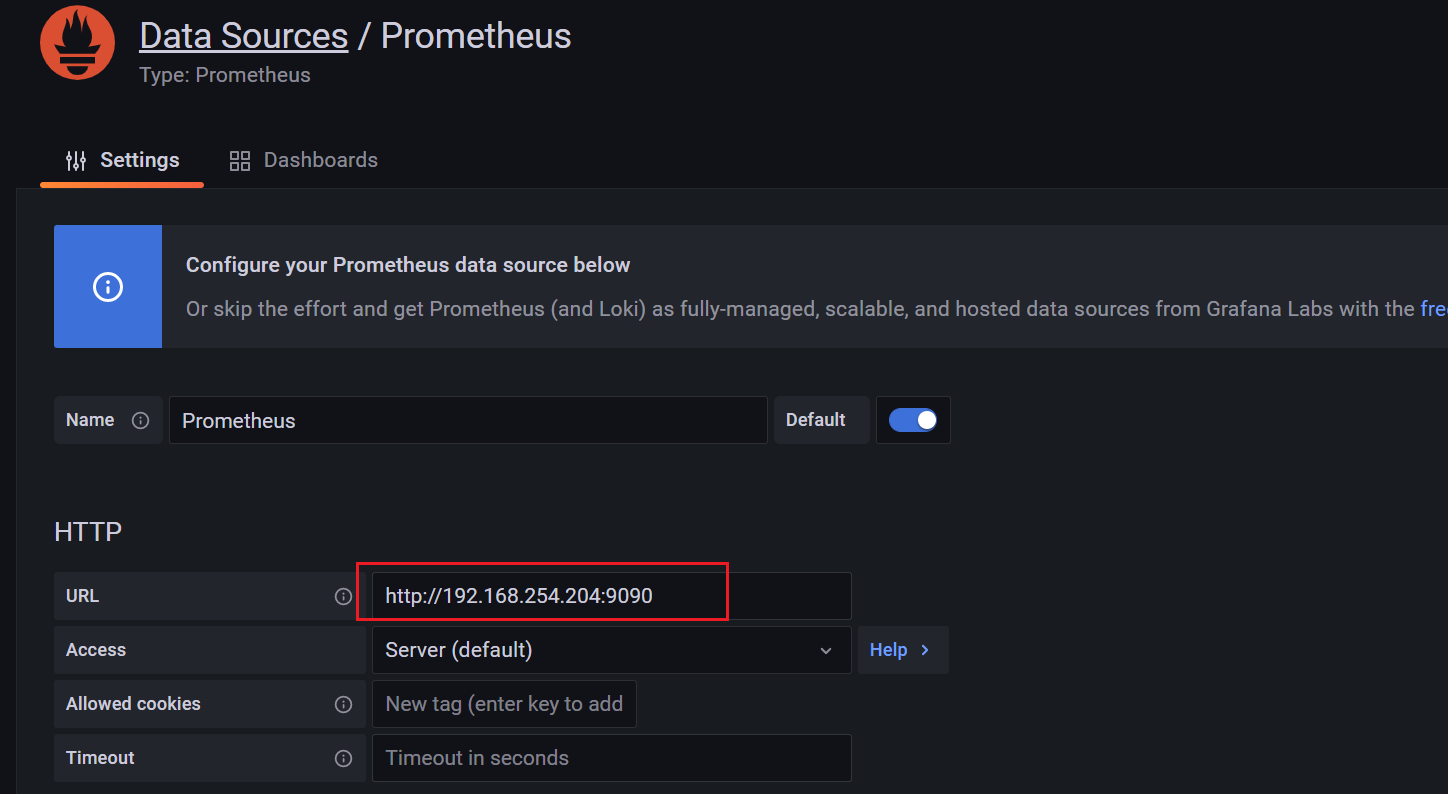 Data Sources / Prometheus
Type: Prometheus
Settings Dashboards
Configure your Prometheus data source below
Or skip the effort and get Prometheus (and Loki) as fully-managed, scalable, and hosted data sources from Grafana Labs with the
Name Prometheus Default
HTTP
URL http://192.168.254.204:9090
Access Server (default) Help
Allowed cookies New tag (enter key to add
Timeout Timeout in seconds